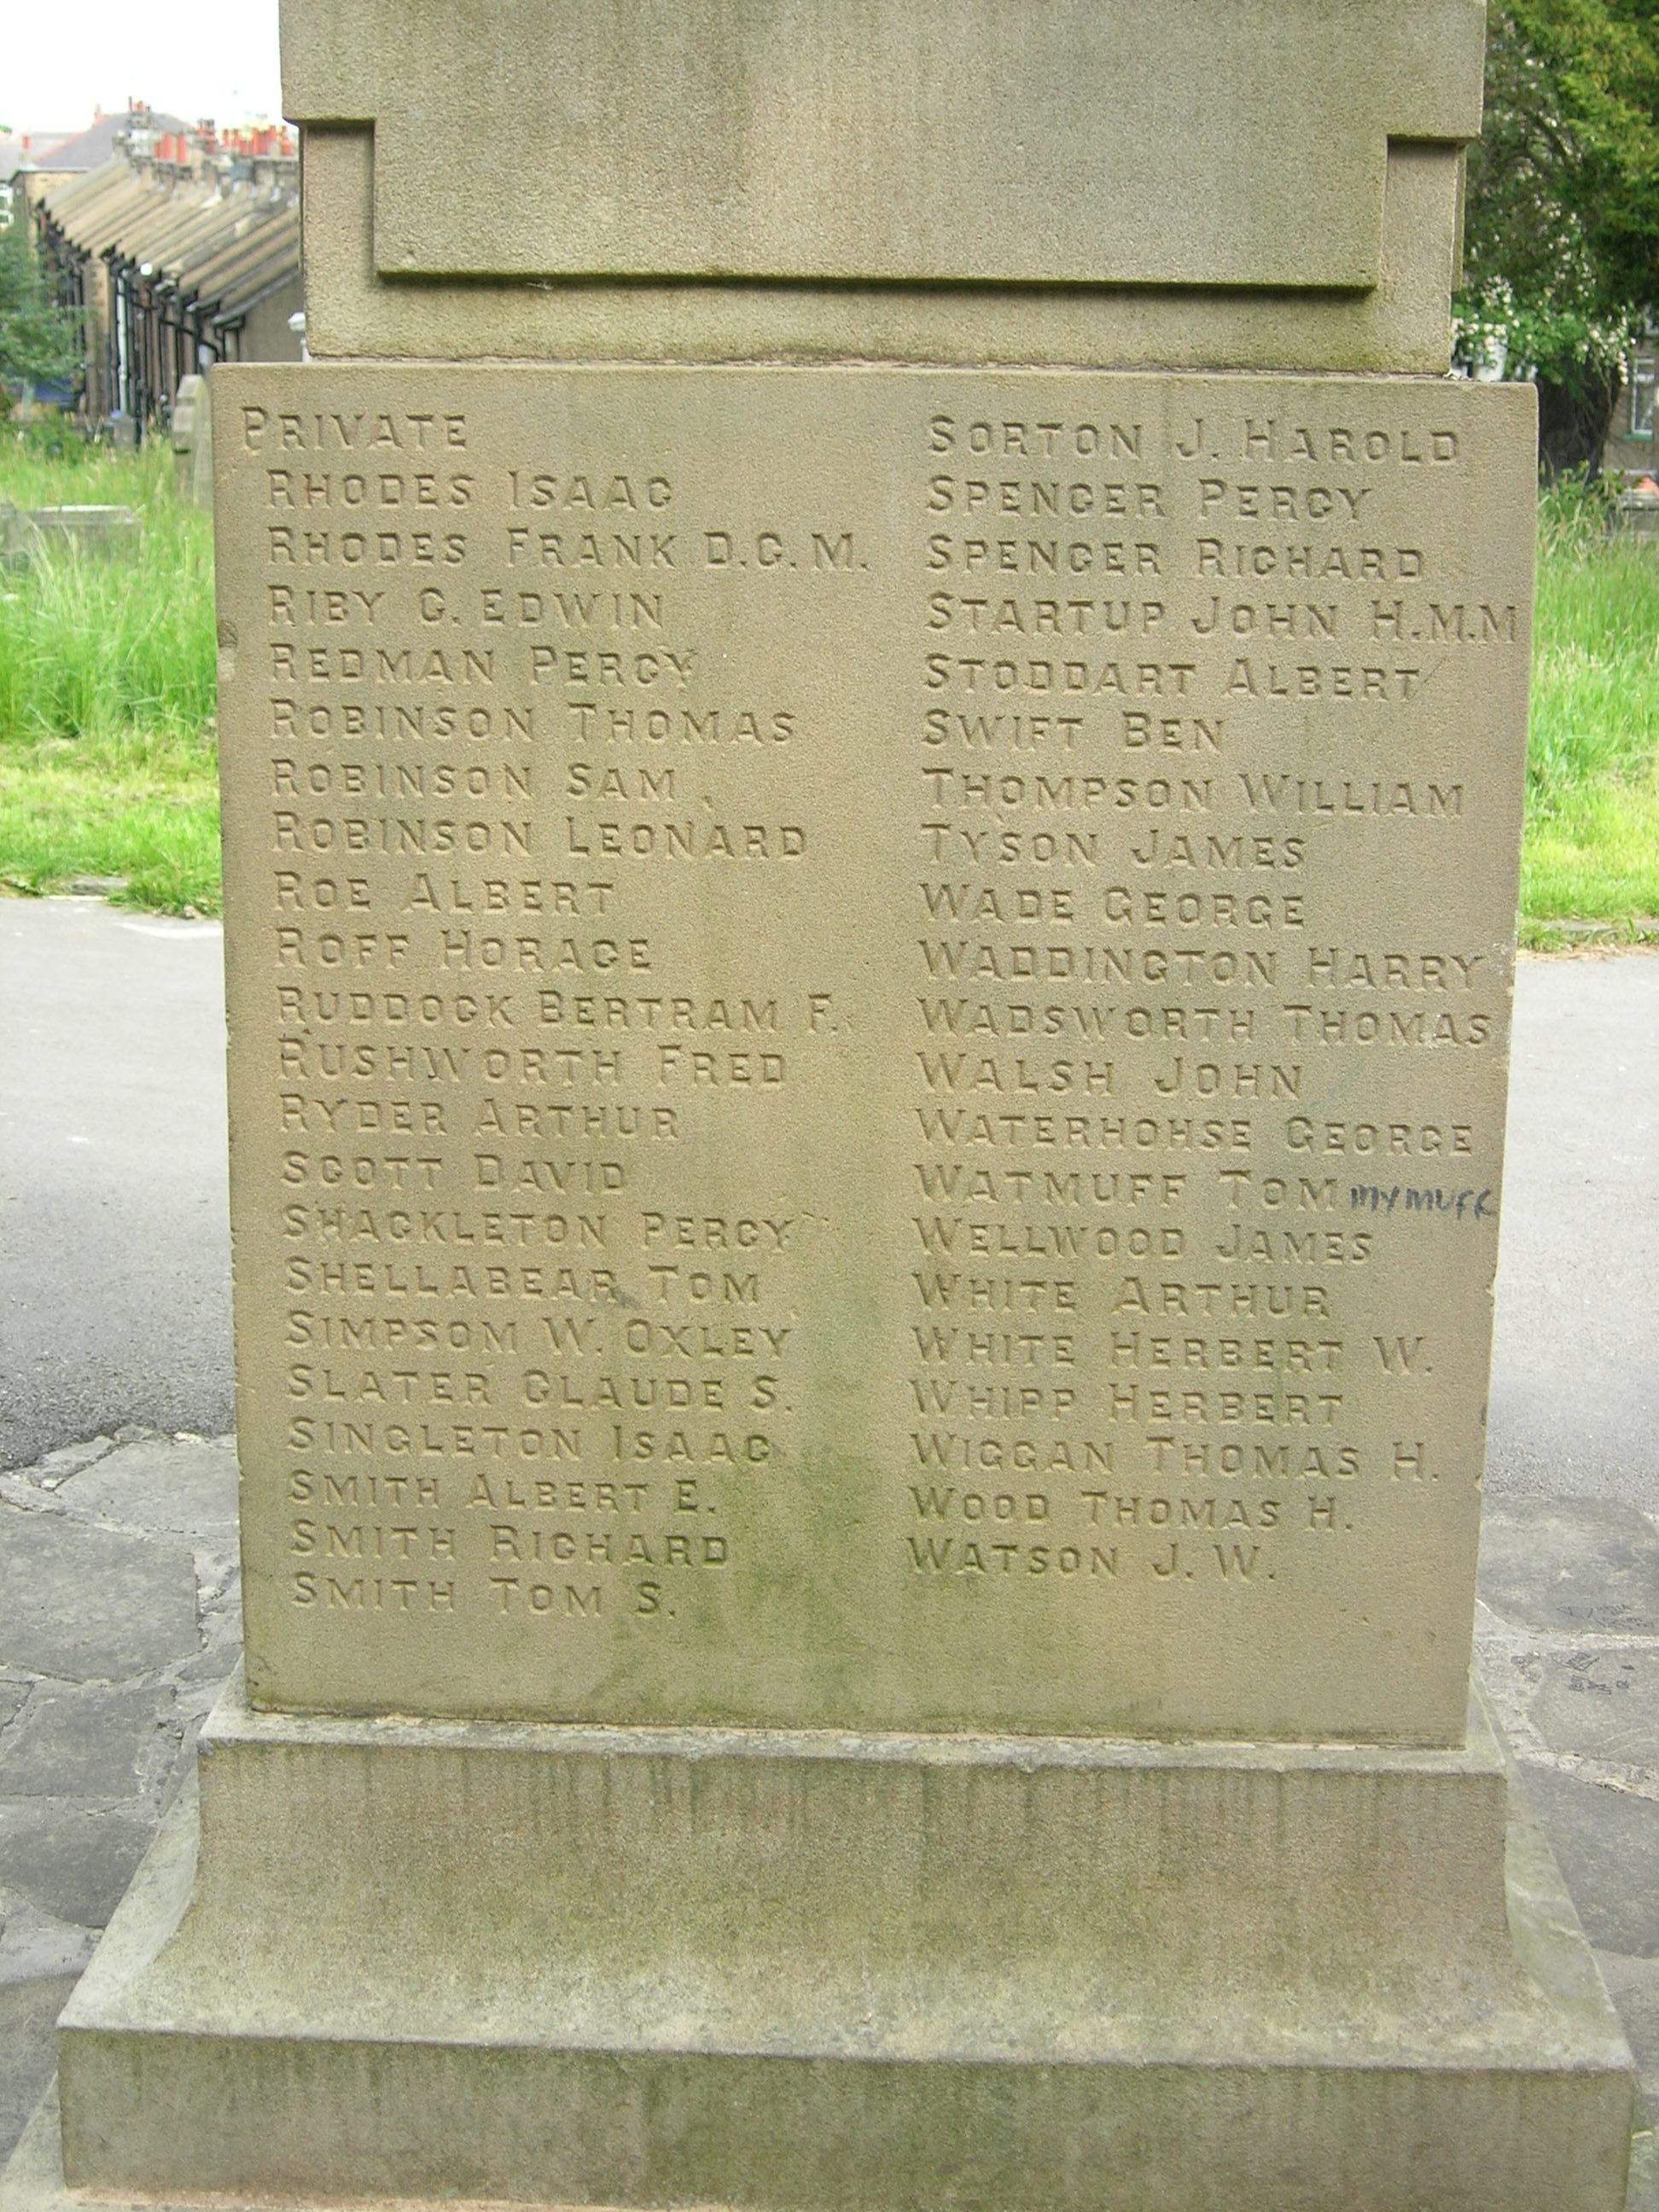 PRIVATE
RHODES ISAAC
RHODES FRANK D.C.M.
RIBY C. EDWIN
REDMAN PERCY
ROBINSON THOMAS
ROBINSON SAM
ROBINSON LEONARD
ROE ALBERT
ROFF HORACE
RUDDOCK BERTRAM F.
RUSHWORTH FRED
RYDER ARTHUR
SCOTT DAVID
SHACKLETON PERCY
SHELLABEAR TOM
SIMPSOM W. OXLEY
SLATER CLAUDE S.
SINGLETON ISAAC
SMITH ALBERT E.
SMITH RICHARD
SMITH TOM S.
SORTON J. HAROLD
SPENCER PERCY
SPENCER RICHARD
STARTUP JOHN H.M.M
STODDART ALBERT
SWIFT BEN
THOMPSON WILLIAM
TYSON JAMES
WADE GEORGE
WADDINGTON HARRY
WADSWORTH THOMAS
WALSH JOHN
WATERHOHSE GEORGE
WATMUFF TOM MY MUFF
WELLWOOD JAMES
WHITE ARTHUR
WHITE HERBERT W.
WHIPP HERBERT
WIGGAN THOMAS H.
WOOD THOMAS H.
WATSON J. W.